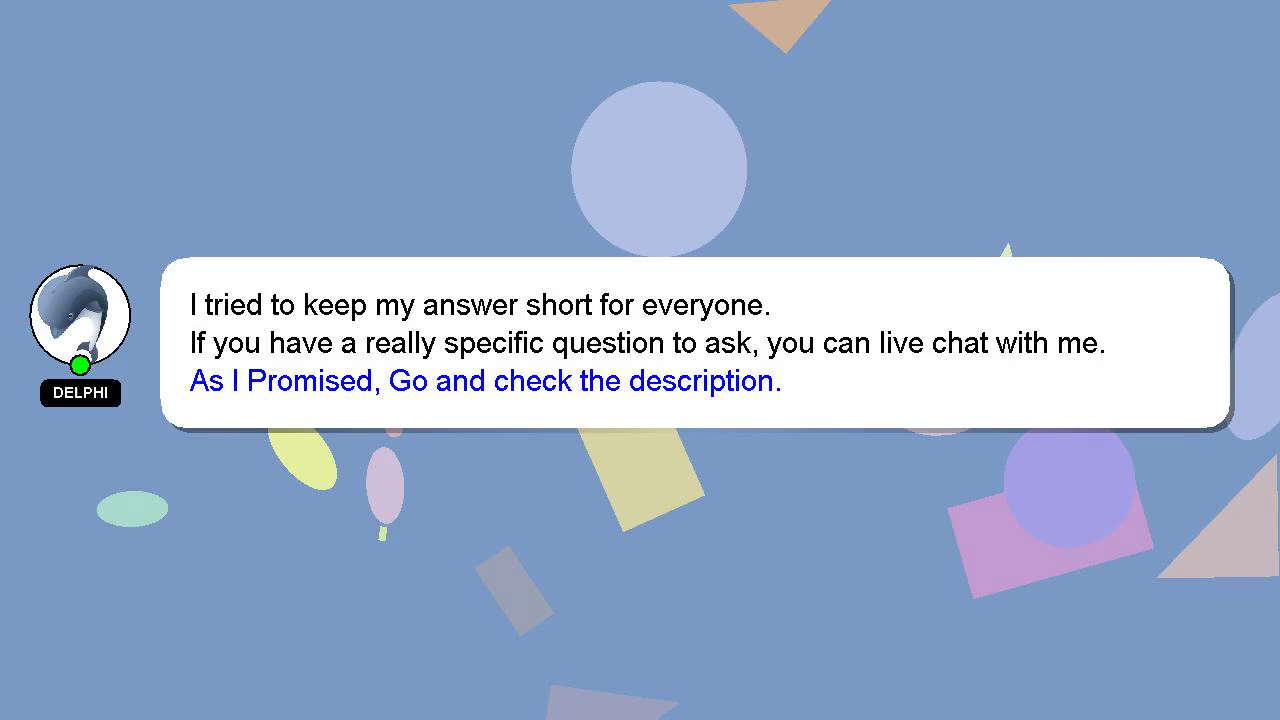 I tried to keep my answer short for everyone.
If you have a really specific question to ask, you can live chat with me.
As I Promised, Go and check the description.
DELPHI